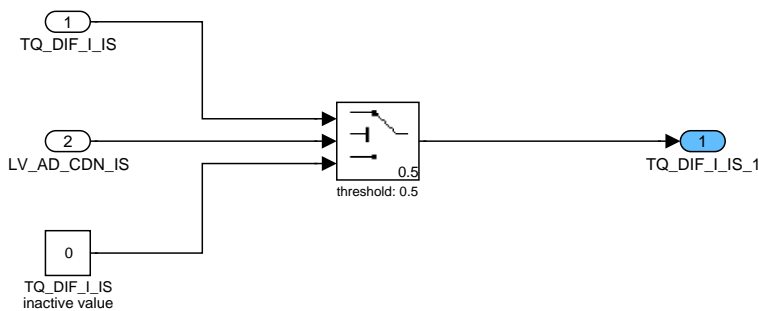 1
TQ_DIF_I_IS
2
LV_AD_CDN_IS
0
TQ_DIF_I_IS
inactive value
0.5
threshold: 0.5
1
TQ_DIF_I_IS_1